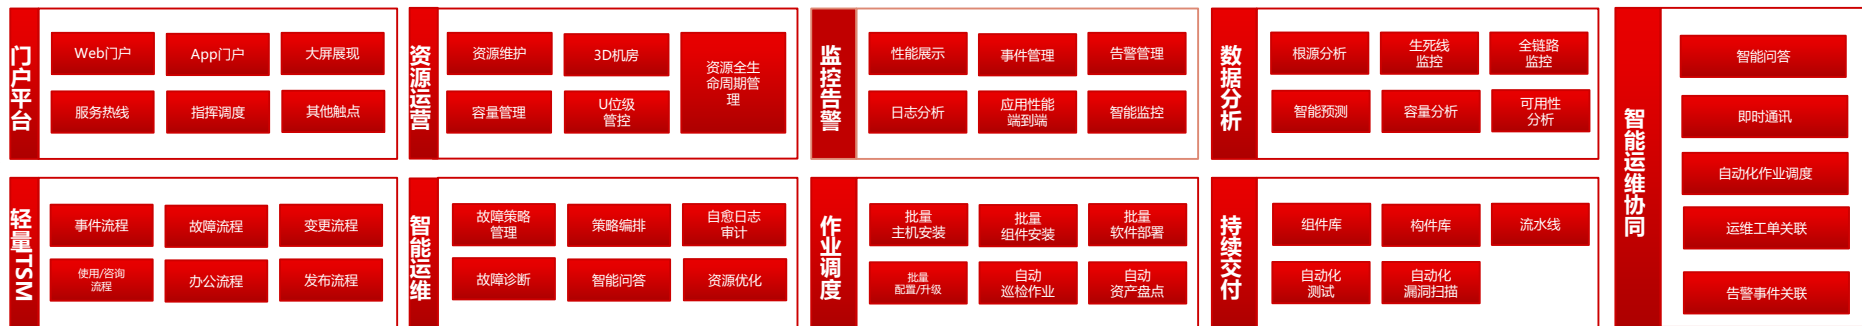 门户平台
Web门户
App门户
大屏展现
服务热线
指挥调度
其他触点
资源运营
资源维护
3D机房
资源全生
命周期管
理
容量管理
U位级
管控
监控告警
性能展示
事件管理
告警管理
日志分析
应用性能
端到端
智能监控
数据分析
根源分析
生死线
监控
全链路
监控
智能预测
容量分析
可用性
分析
轻量TSM
事件流程
故障流程
变更流程
使用/咨询
流程
办公流程
发布流程
智能运维
故障策略
管理
策略编排
自愈日志
审计
故障诊断
智能问答
资源优化
作业调度
批量
主机安装
批量
组件安装
批量
软件部署
批量
配置/升级
自动
巡检作业
自动
资产盘点
持续交付
组件库
构件库
流水线
自动化
测试
自动化
漏洞扫描
智能运维协同
智能问答
即时通讯
自动化作业调度
运维工单关联
告警事件关联